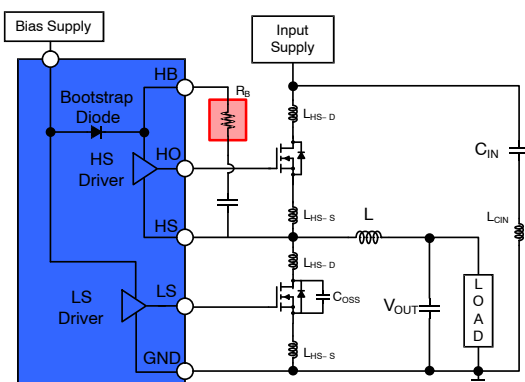 Bias Supply
Input
Supply
HB
R_B
Bootstrap
Diode
L_HS- D
HO
HS
Driver
C_IN
L_HS- S
L
L_CIN
HS
L_HS- D
LS
LS
Driver
C_OSS
V_OUT
L
O
A
D
L_HS- S
GND